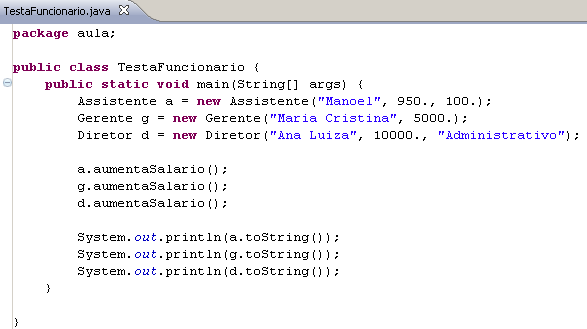 TestaFuncionario.java
package aula;
public class TestaFuncionario {
public static void main(String[] args) {
Assistente a = new Assistente("Manoel", 950., 100.);
Gerente g = new Gerente("Maria Cristina", 5000.);
Diretor d = new Diretor("Ana Luiza", 10000., "Administrativo");
a.aumentaSalario();
g.aumentaSalario();
d.aumentaSalario();
System.out.println(a.toString());
System.out.println(g.toString());
System.out.println(d.toString());
}
}